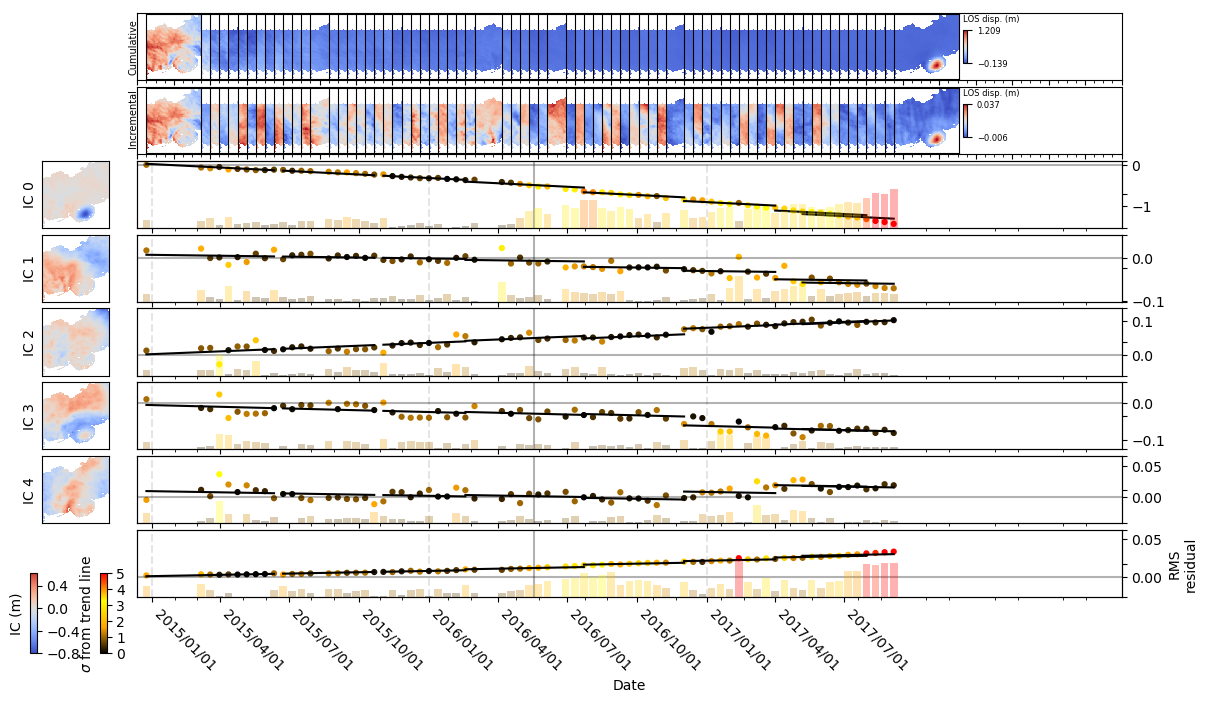 Cumulative
LOS disp. (m)
1.209
−0.139
Incremental
LOS disp. (m)
0.037
−0.006
IC 0
0
−1
IC 1
0.0
−0.1
IC 2
0.1
0.0
IC 3
0.0
−0.1
IC 4
0.05
0.00
0.05
0.00
RMS
residual
IC (m)
0.4
0.0
−0.4
−0.8
σ from trend line
5
4
3
2
1
0
2015/01/01
2015/04/01
2015/07/01
2015/10/01
2016/01/01
2016/04/01
2016/07/01
2016/10/01
2017/01/01
2017/04/01
2017/07/01
Date